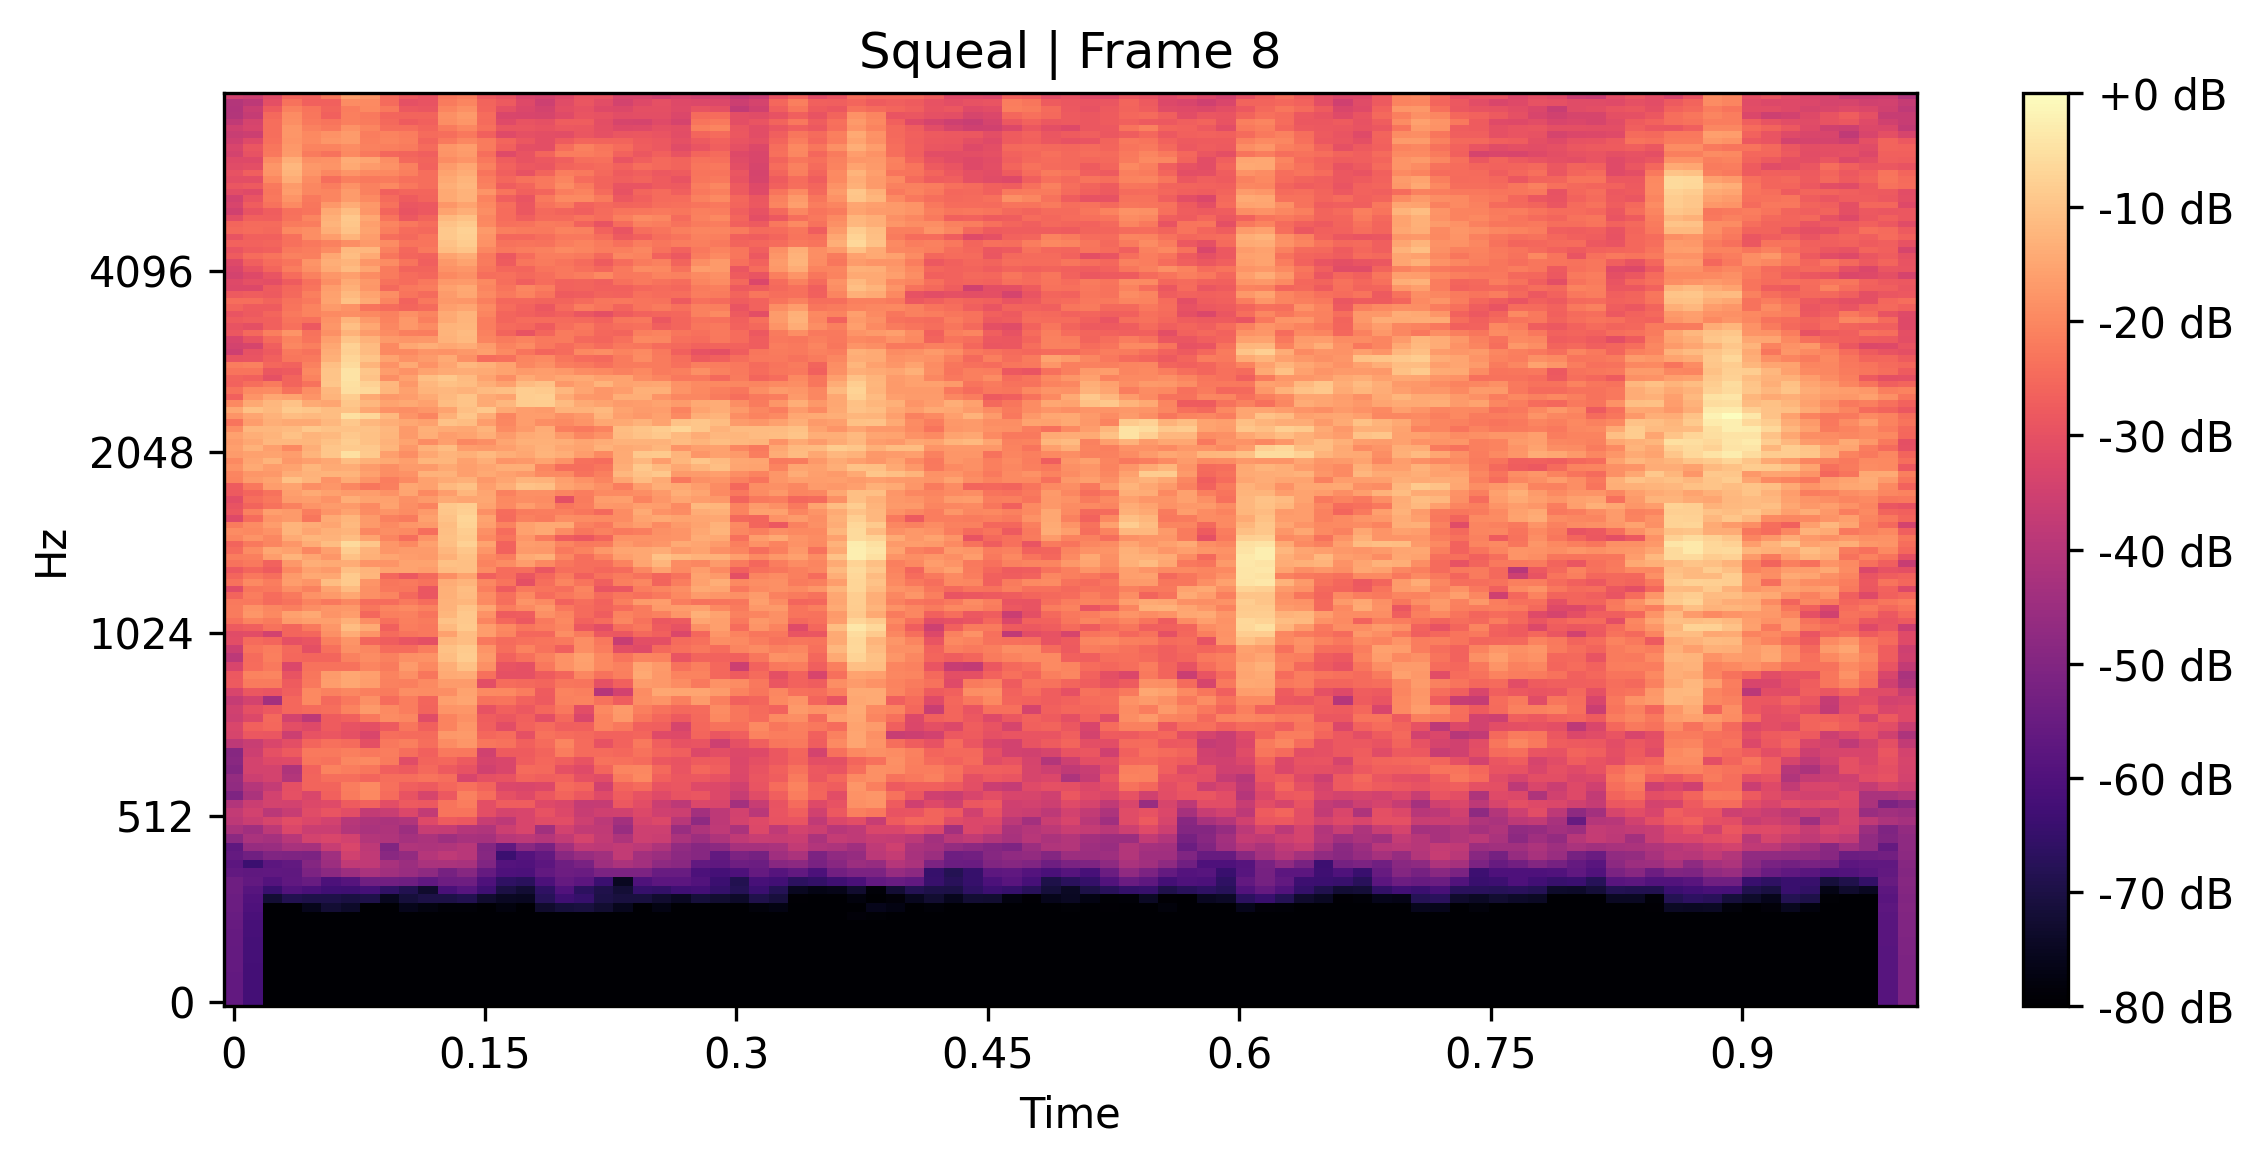 Squeal | Frame 8
Hz
4096
2048
1024
512
0
0 0.15 0.3 0.45 0.6 0.75 0.9
Time
+0 dB
-10 dB
-20 dB
-30 dB
-40 dB
-50 dB
-60 dB
-70 dB
-80 dB